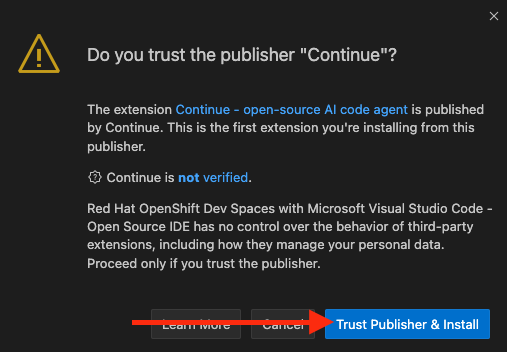 Do you trust the publisher "Continue"?
The extension Continue - open-source AI code agent is published
by Continue. This is the first extension you're installing from this
publisher.
Continue is not verified.
Red Hat OpenShift Dev Spaces with Microsoft Visual Studio Code -
Open Source IDE has no control over the behavior of third-party
extensions, including how they manage your personal data.
Proceed only if you trust the publisher.
Learn More Cancel Trust Publisher & Install